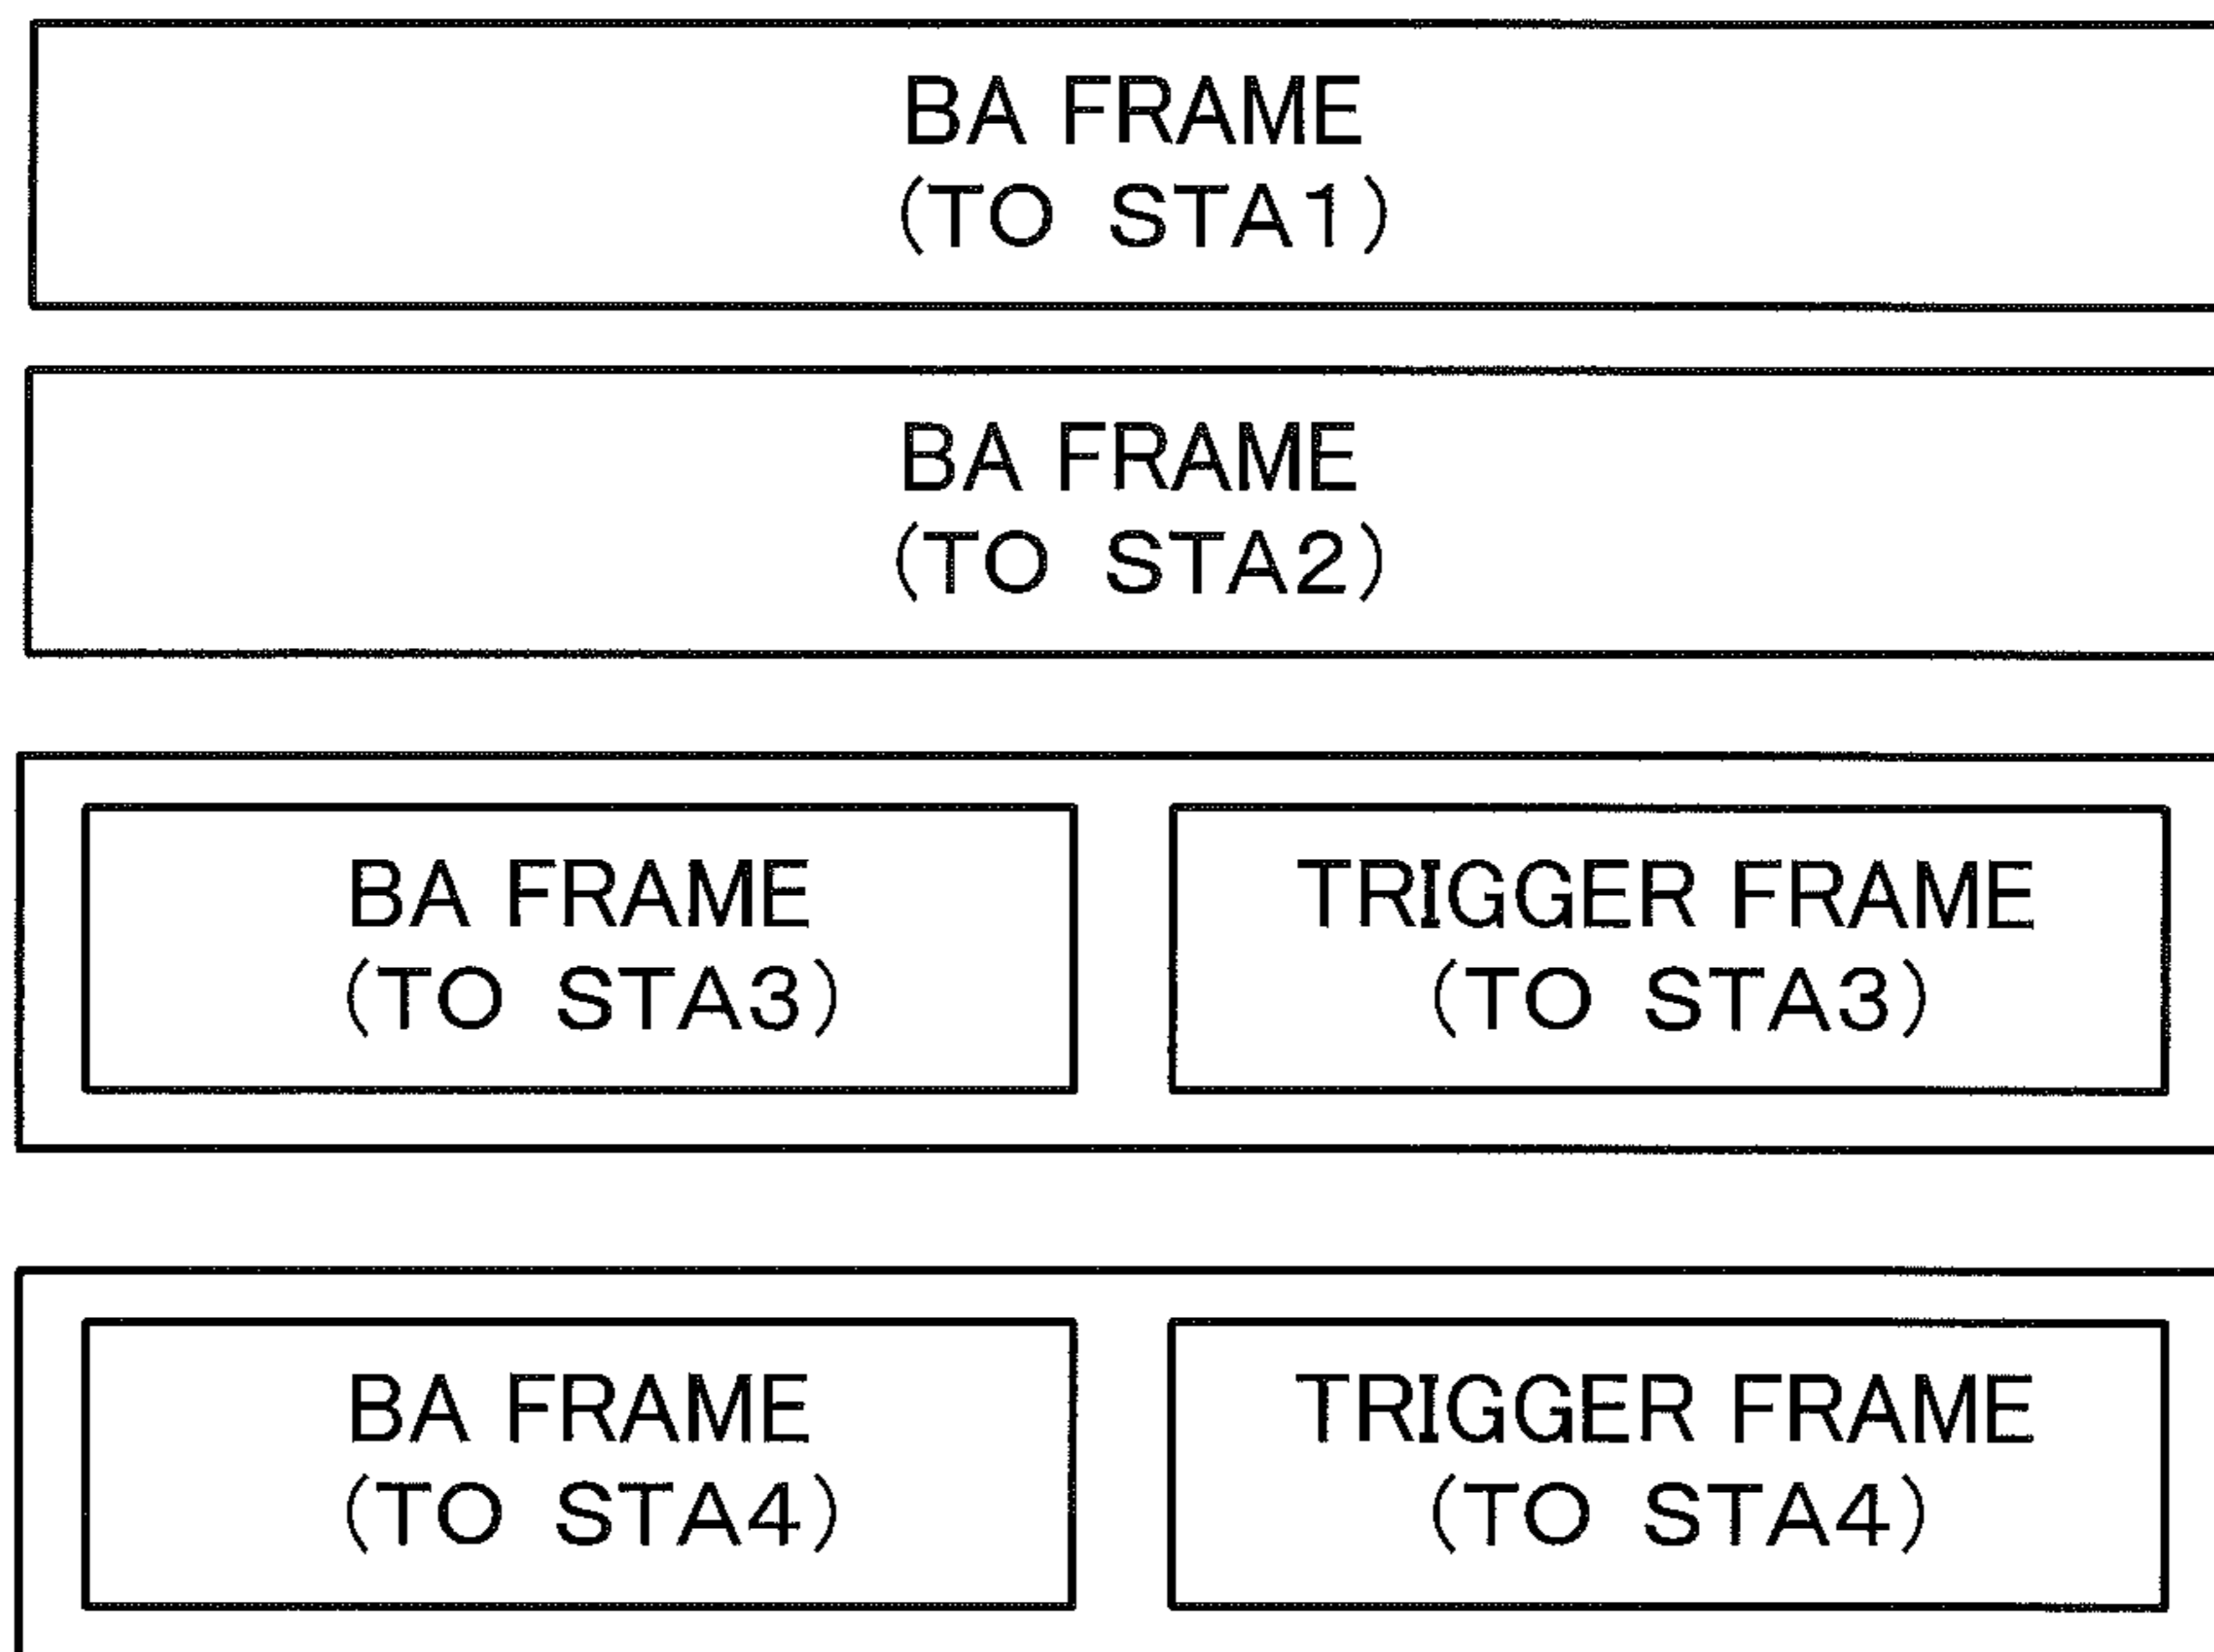 BA FRAME
(TO STA1)
BA FRAME
(TO STA2)
BA FRAME
(TO STA3)
TRIGGER FRAME
(TO STA3)
BA FRAME
(TO STA4)
TRIGGER FRAME
(TO STA4)